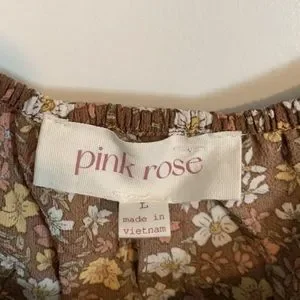 pink rose
L
made in
vietnam